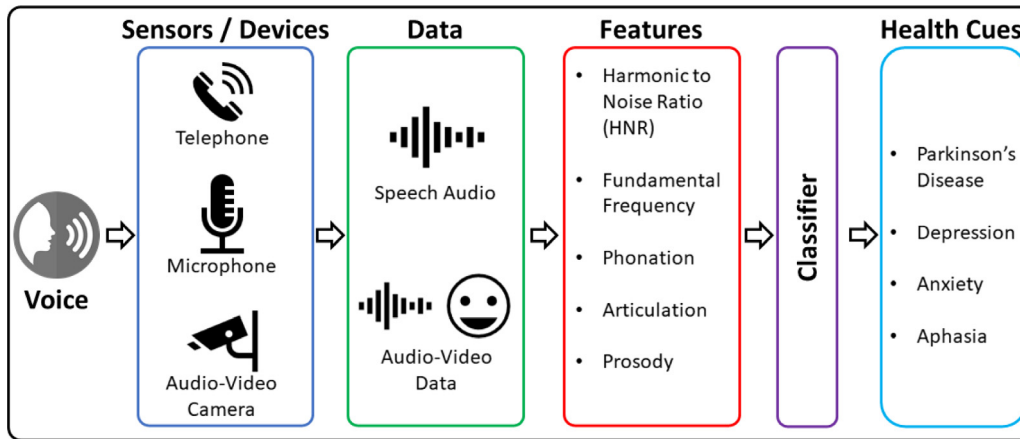 Sensors / Devices
Data
Features
Health Cues
Voice
Telephone
Microphone
Audio-Video
Camera
Speech Audio
Audio-Video
Data
• Harmonic to
Noise Ratio
(HNR)
• Fundamental
Frequency
• Phonation
• Articulation
• Prosody
Classifier
• Parkinson’s
Disease
• Depression
• Anxiety
• Aphasia